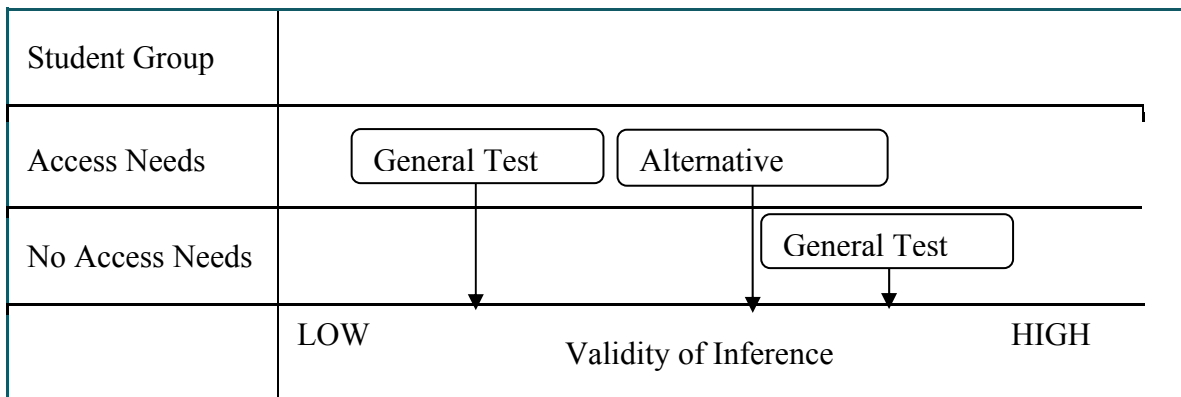 Student Group
Access Needs
General Test
Alternative
No Access Needs
General Test
LOW
HIGH
Validity of Inference